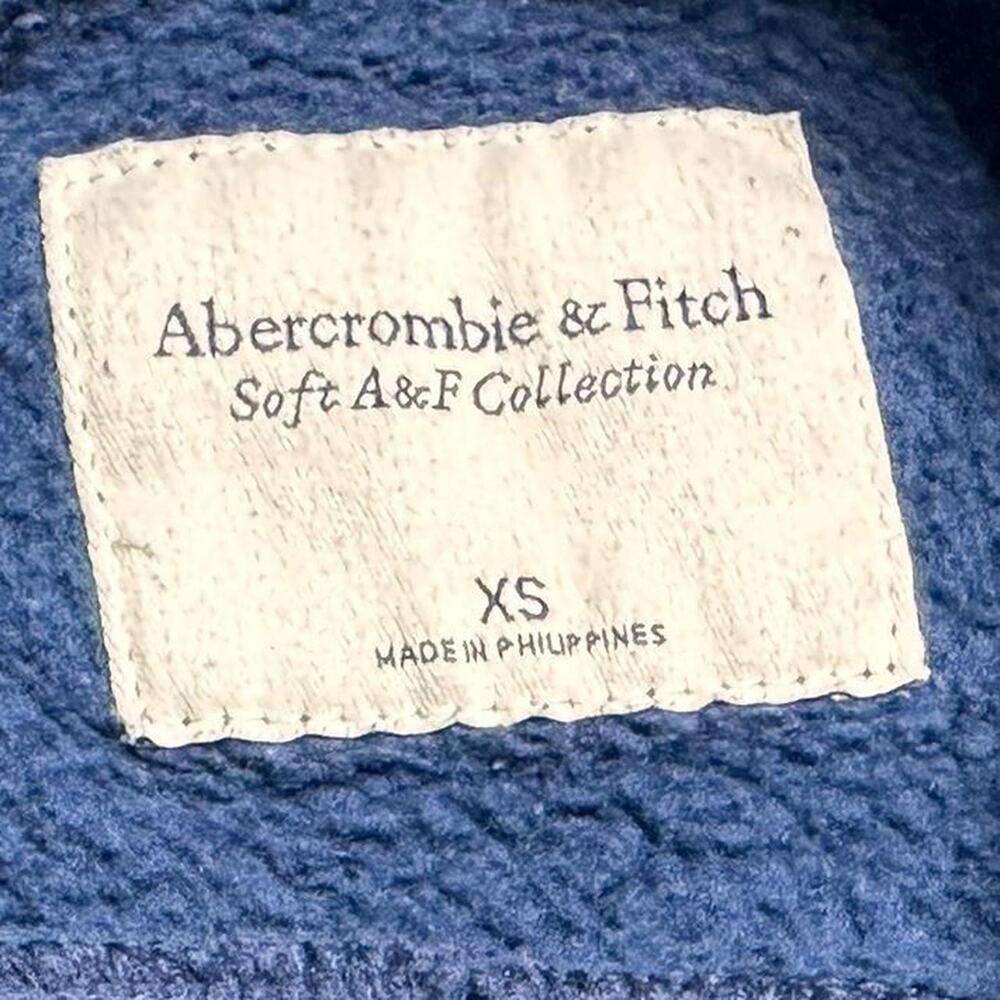 Abercrombie & Fitch
Soft A&F Collection
XS
MADE IN PHILIPPINES